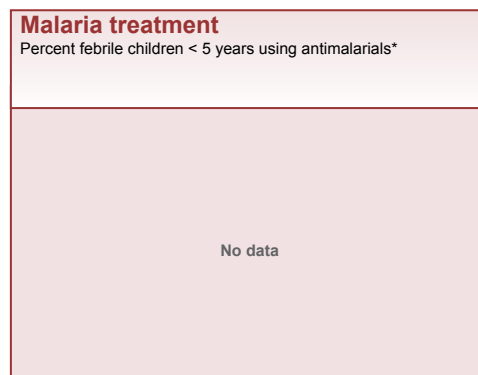 Malaria treatment
Percent febrile children < 5 years using antimalarials*
No data